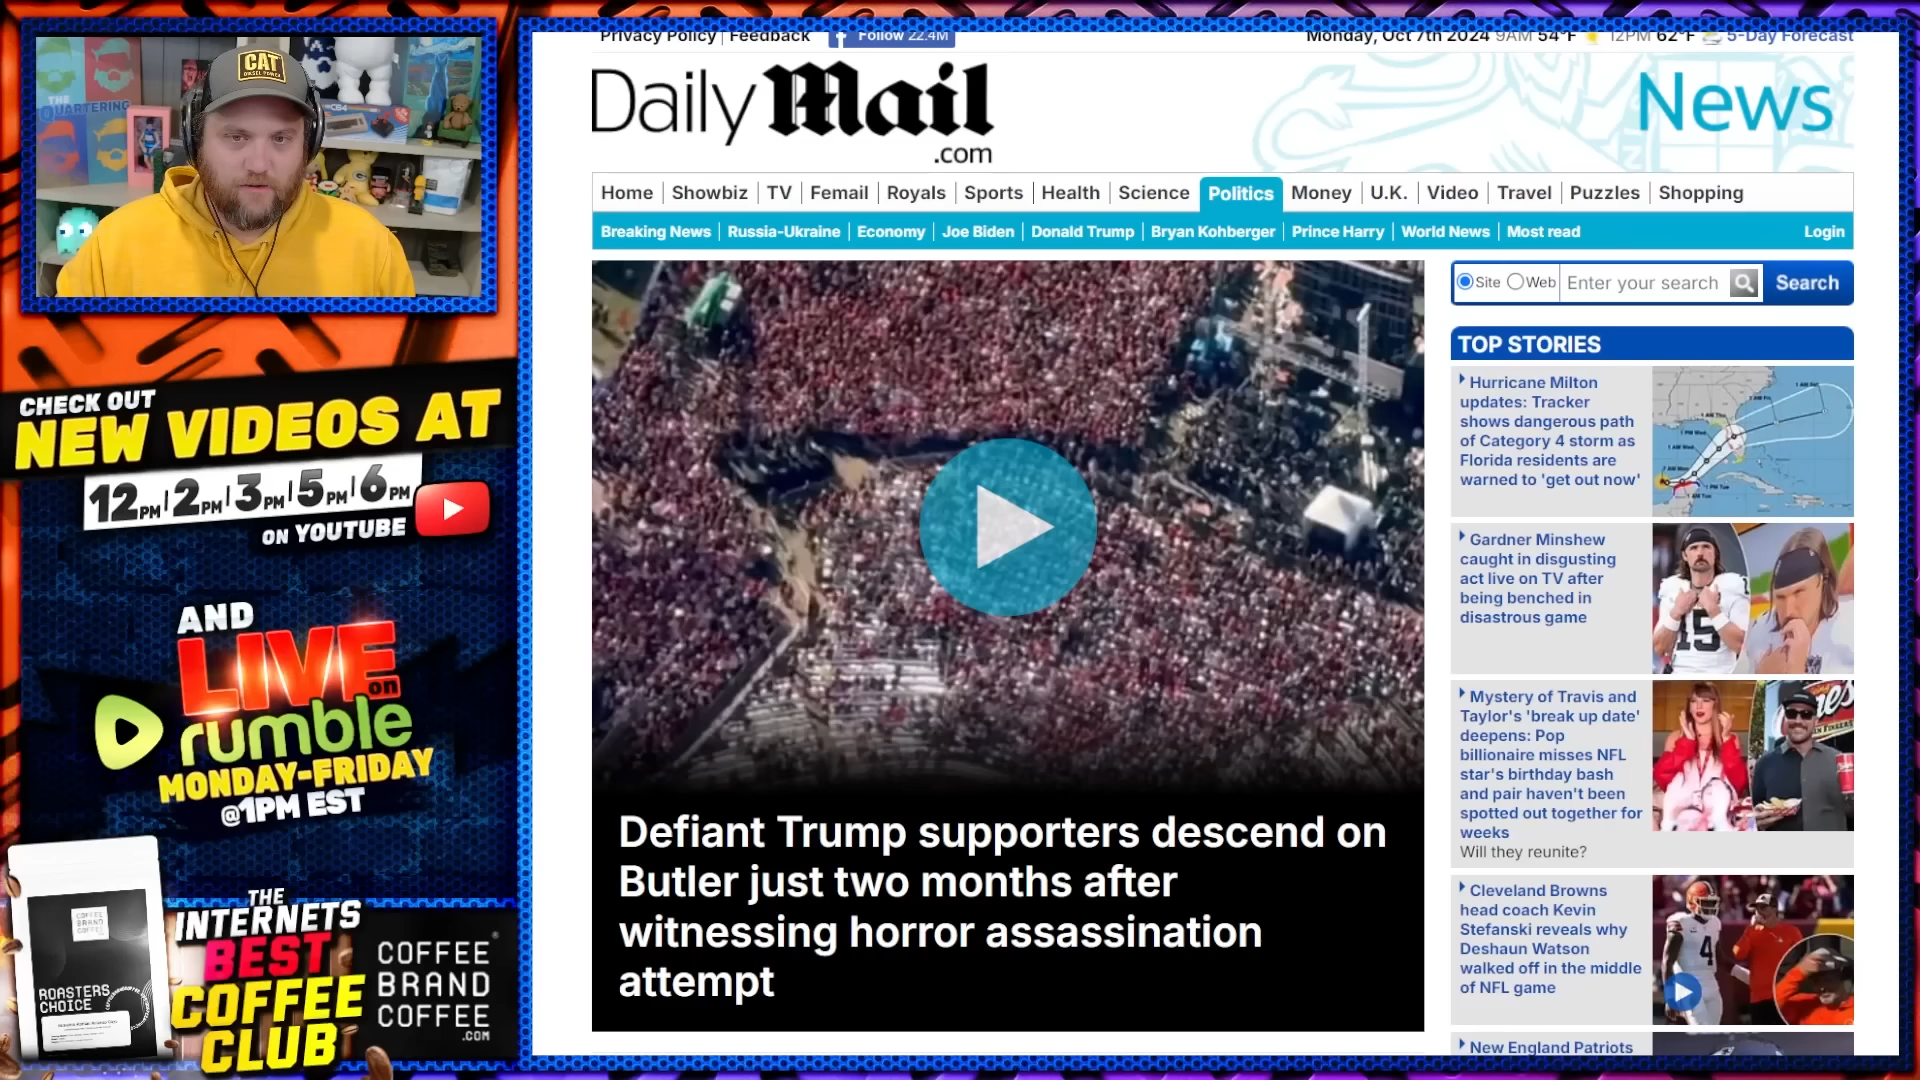 CAT
DIESEL POWER
THE
QUARTERING
C64
CHECK OUT
NEW VIDEOS AT
12PM | 2PM | 3PM | 5PM | 6PM
ON YOUTUBE
AND
LIVE
on
rumble
MONDAY-FRIDAY
@1PM EST
COFFEE
BRAND
COFFEE
ROASTERS
CHOICE
THE
INTERNETS
BEST
COFFEE
CLUB
COFFEE
BRAND
COFFEE
.COM
Privacy Policy | Feedback
Follow 22.4M
Monday, Oct 7th 2024 9AM 54°F 12PM 62°F 5-Day Forecast
Daily Mail
.com
News
Home | Showbiz | TV | Femail | Royals | Sports | Health | Science | Politics | Money | U.K. | Video | Travel | Puzzles | Shopping
Breaking News | Russia-Ukraine | Economy | Joe Biden | Donald Trump | Bryan Kohberger | Prince Harry | World News | Most read
Login
Defiant Trump supporters descend on
Butler just two months after
witnessing horror assassination
attempt
Site Web Enter your search Search
TOP STORIES
Hurricane Milton
updates: Tracker
shows dangerous path
of Category 4 storm as
Florida residents are
warned to 'get out now'
Gardner Minshew
caught in disgusting
act live on TV after
being benched in
disastrous game
15
Mystery of Travis and
Taylor's 'break up date'
deepens: Pop
billionaire misses NFL
star's birthday bash
and pair haven't been
spotted out together for
weeks
Will they reunite?
Cleveland Browns
head coach Kevin
Stefanski reveals why
Deshaun Watson
walked off in the middle
of NFL game
4
New England Patriots